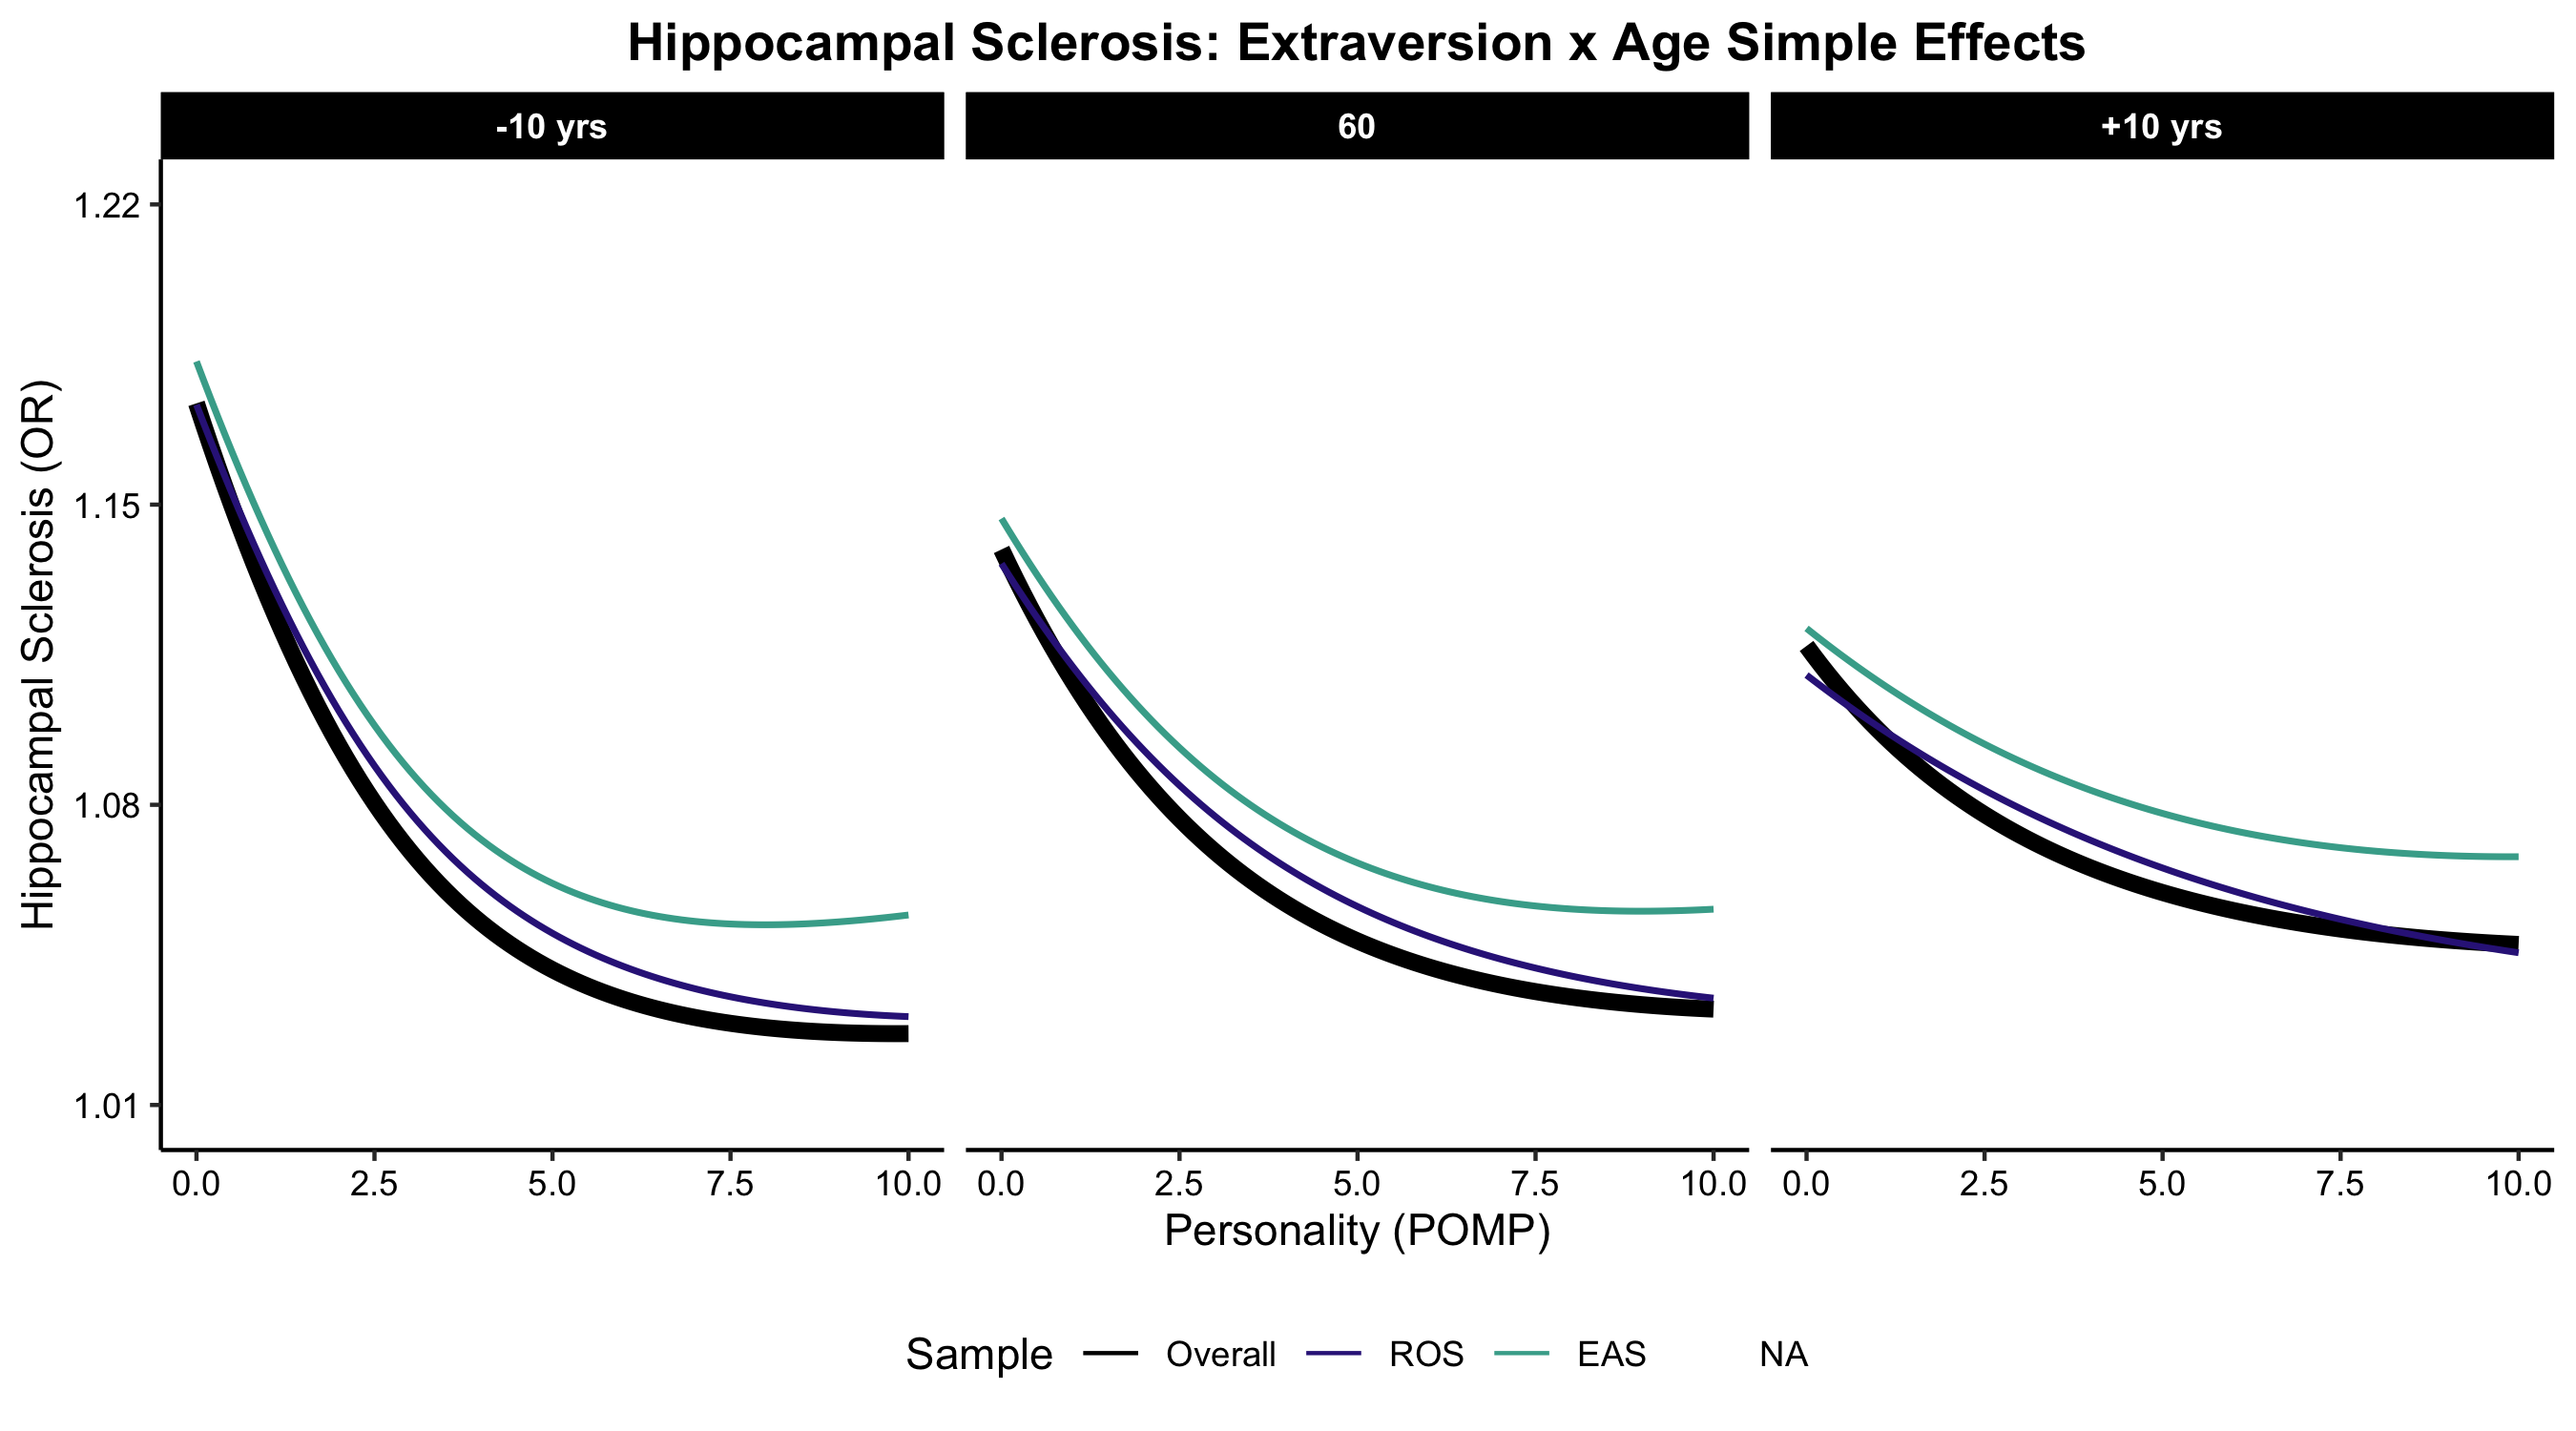 Hippocampal Sclerosis: Extraversion x Age Simple Effects
-10 yrs
60
+10 yrs
Hippocampal Sclerosis (OR)
1.22
1.15
1.08
1.01
0.0 2.5 5.0 7.5 10.0
0.0 2.5 5.0 7.5 10.0
0.0 2.5 5.0 7.5 10.0
Personality (POMP)
Sample Overall ROS EAS NA